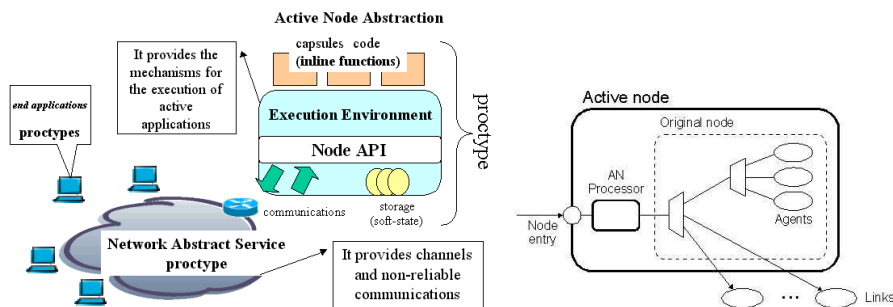 Active Node Abstraction
capsules code
(inline functions)
It provides the
mechanisms for
the execution of
active
applications
end applications
proctypes
Execution Environment
Node API
proctype
communications
storage
(soft-state)
Network Abstract Service
proctype
It provides channels
and non-reliable
communications
Active node
Original node
AN
Processor
Node
entry
Agents
...
Links